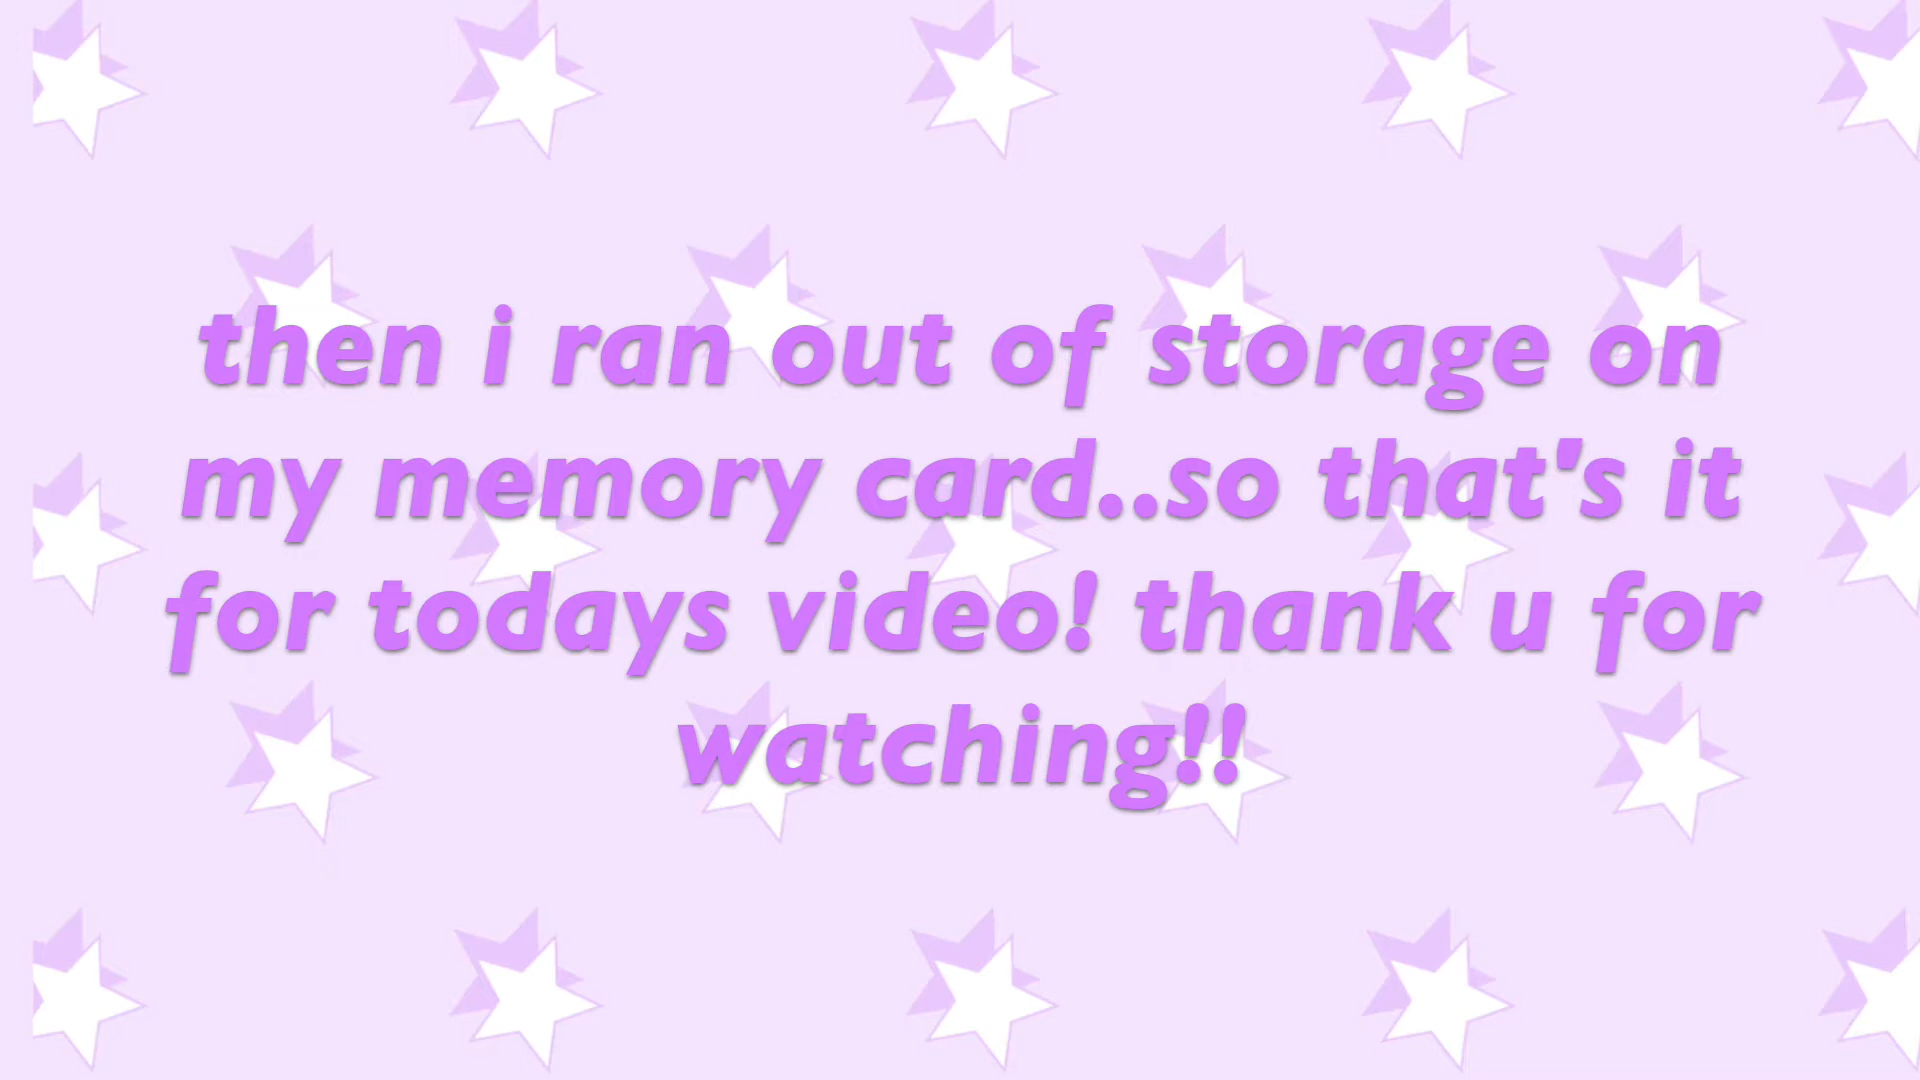 then i ran out of storage on
my memory card..so that's it
for todays video! thank u for
watching!!